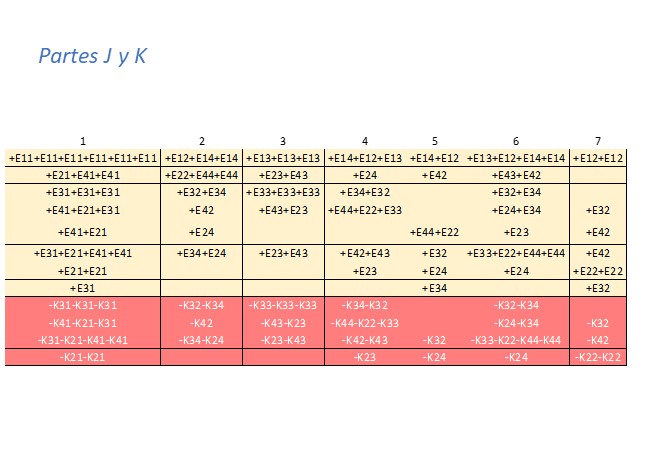 Partes J y K
1 2 3 4 5 6 7
+E11+E11+E11+E11+E11+E11 +E12+E14+E14 +E13+E13+E13 +E14+E12+E13 +E14+E12 +E13+E12+E14+E14 +E12+E12
+E21+E41+E41 +E22+E44+E44 +E23+E43 +E24 +E42 +E43+E42
+E31+E31+E31 +E32+E34 +E33+E33+E33 +E34+E32 +E32+E34
+E41+E21+E31 +E42 +E43+E23 +E44+E22+E33 +E24+E34 +E32
+E41+E21 +E24 +E44+E22 +E23 +E42
+E31+E21+E41+E41 +E34+E24 +E23+E43 +E42+E43 +E32 +E33+E22+E44+E44 +E42
+E21+E21 +E23 +E24 +E24 +E22+E22
+E31 +E34 +E32
-K31-K31-K31 -K32-K34 -K33-K33-K33 -K34-K32 -K32-K34
-K41-K21-K31 -K42 -K43-K23 -K44-K22-K33 -K24-K34 -K32
-K31-K21-K41-K41 -K34-K24 -K23-K43 -K42-K43 -K32 -K33-K22-K44-K44 -K42
-K21-K21 -K23 -K24 -K24 -K22-K22